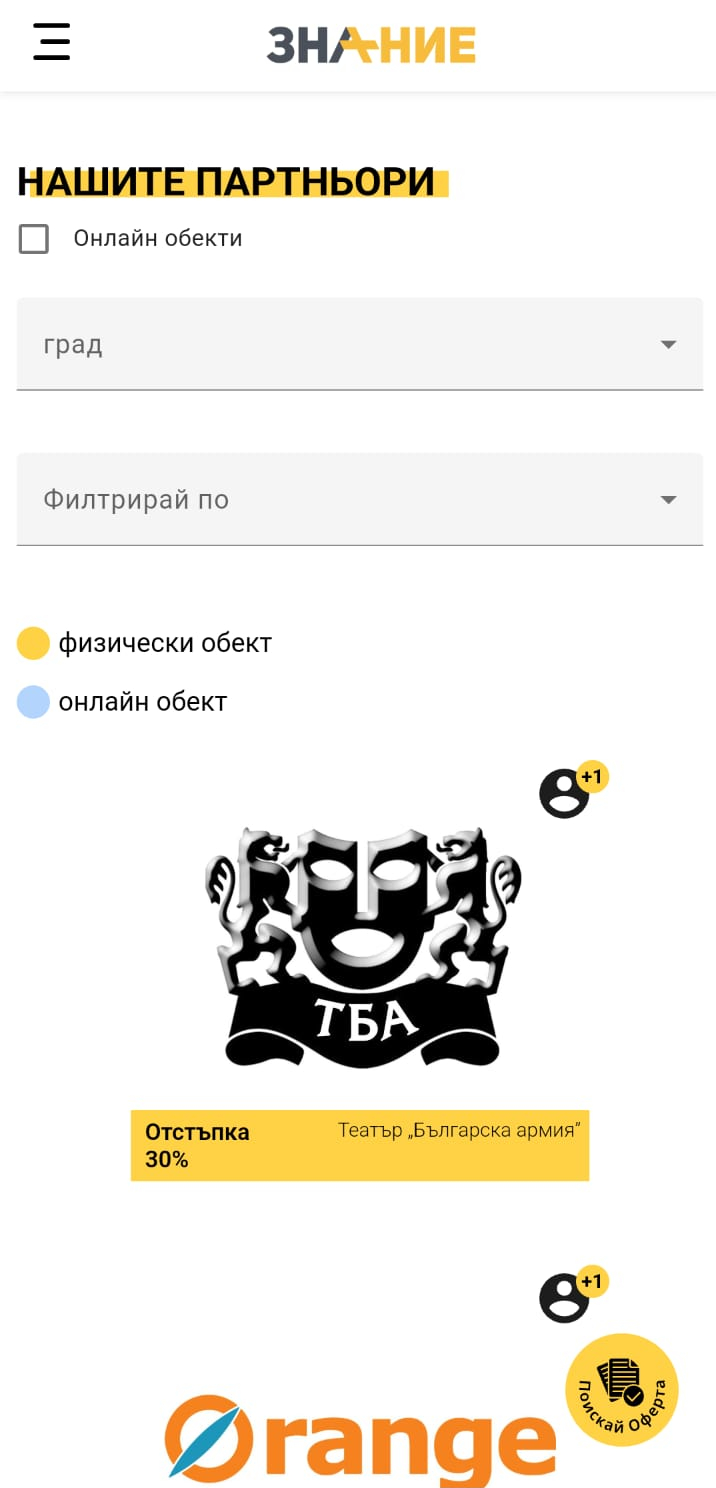 ЗНАНИЕ
НАШИТЕ ПАРТНЬОРИ
Онлайн обекти
град
Филтрирай по
физически обект
онлайн обект
+1
ТБА
Отстъпка
30%
Театър „Българска армия”
+1
Поискай Оферта
Orange